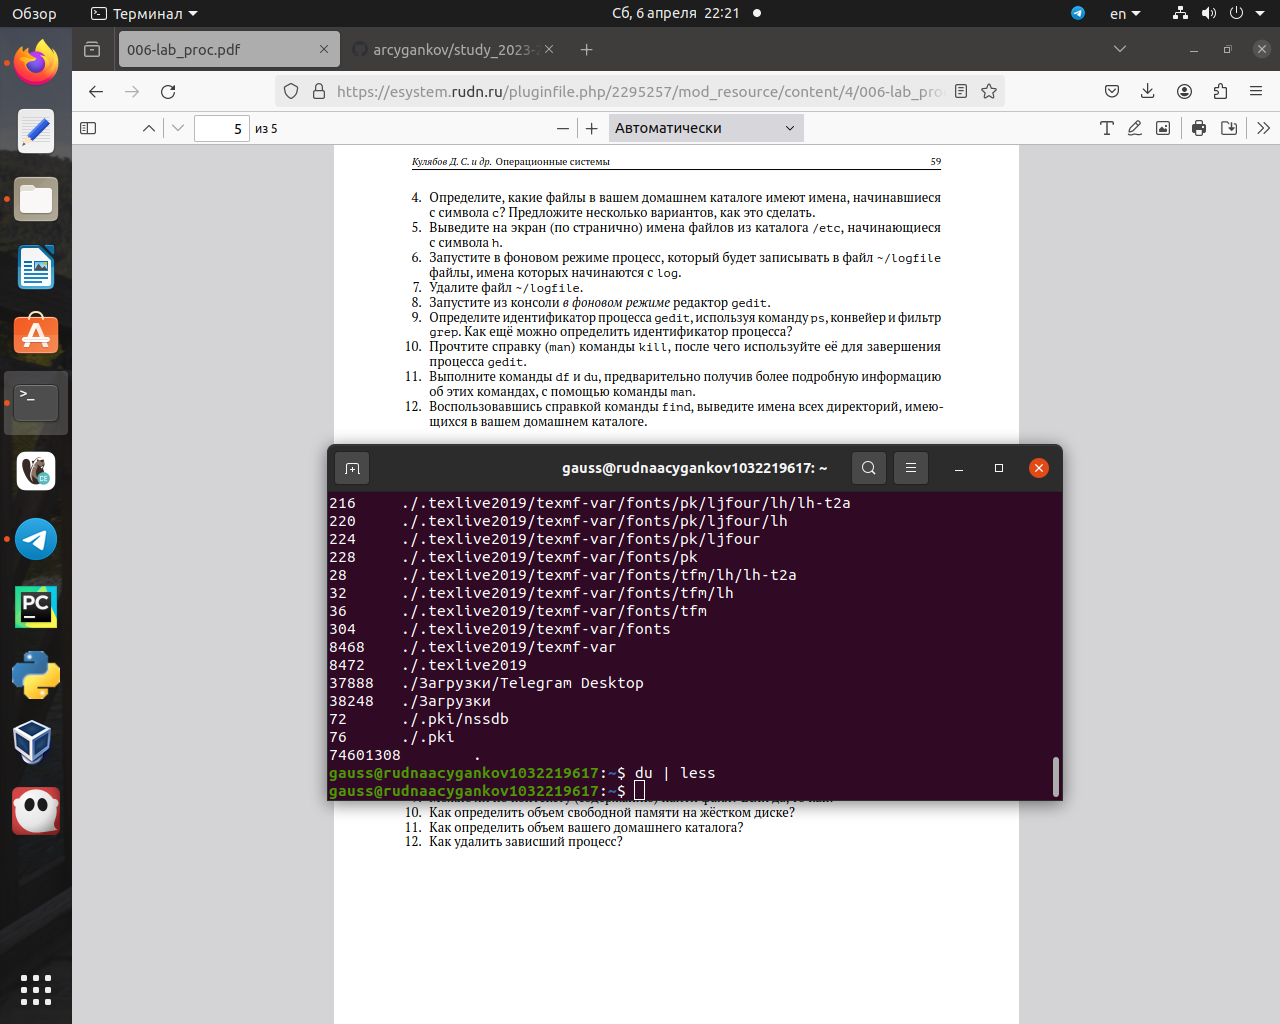 Обзор
Терминал
Сб, 6 апреля 22:21
en
006-lab_proc.pdf
arcygankov/study_2023-2
https://esystem.rudn.ru/pluginfile.php/2295257/mod_resource/content/4/006-lab_pro
5 из 5
Автоматически
Кулябов Д. С. и др. Операционные системы 59
4. Определите, какие файлы в вашем домашнем каталоге имеют имена, начинавшиеся
с символа c? Предложите несколько вариантов, как это сделать.
5. Выведите на экран (по странично) имена файлов из каталога /etc, начинающиеся
с символа h.
6. Запустите в фоновом режиме процесс, который будет записывать в файл ~/logfile
файлы, имена которых начинаются с log.
7. Удалите файл ~/logfile.
8. Запустите из консоли в фоновом режиме редактор gedit.
9. Определите идентификатор процесса gedit, используя команду ps, конвейер и фильтр
grep. Как ещё можно определить идентификатор процесса?
10. Прочтите справку (man) команды kill, после чего используйте её для завершения
процесса gedit.
11. Выполните команды df и du, предварительно получив более подробную информацию
об этих командах, с помощью команды man.
12. Воспользовавшись справкой команды find, выведите имена всех директорий, имею-
щихся в вашем домашнем каталоге.
gauss@rudnaacygankov1032219617: ~
216 ./.texlive2019/texmf-var/fonts/pk/ljfour/lh/lh-t2a
220 ./.texlive2019/texmf-var/fonts/pk/ljfour/lh
224 ./.texlive2019/texmf-var/fonts/pk/ljfour
228 ./.texlive2019/texmf-var/fonts/pk
28 ./.texlive2019/texmf-var/fonts/tfm/lh/lh-t2a
32 ./.texlive2019/texmf-var/fonts/tfm/lh
36 ./.texlive2019/texmf-var/fonts/tfm
304 ./.texlive2019/texmf-var/fonts
8468 ./.texlive2019/texmf-var
8472 ./.texlive2019
37888 ./Загрузки/Telegram Desktop
38248 ./Загрузки
72 ./.pki/nssdb
76 ./.pki
74601308 .
gauss@rudnaacygankov1032219617:~$ du | less
gauss@rudnaacygankov1032219617:~$
10. Как определить объем свободной памяти на жёстком диске?
11. Как определить объем вашего домашнего каталога?
12. Как удалить зависший процесс?